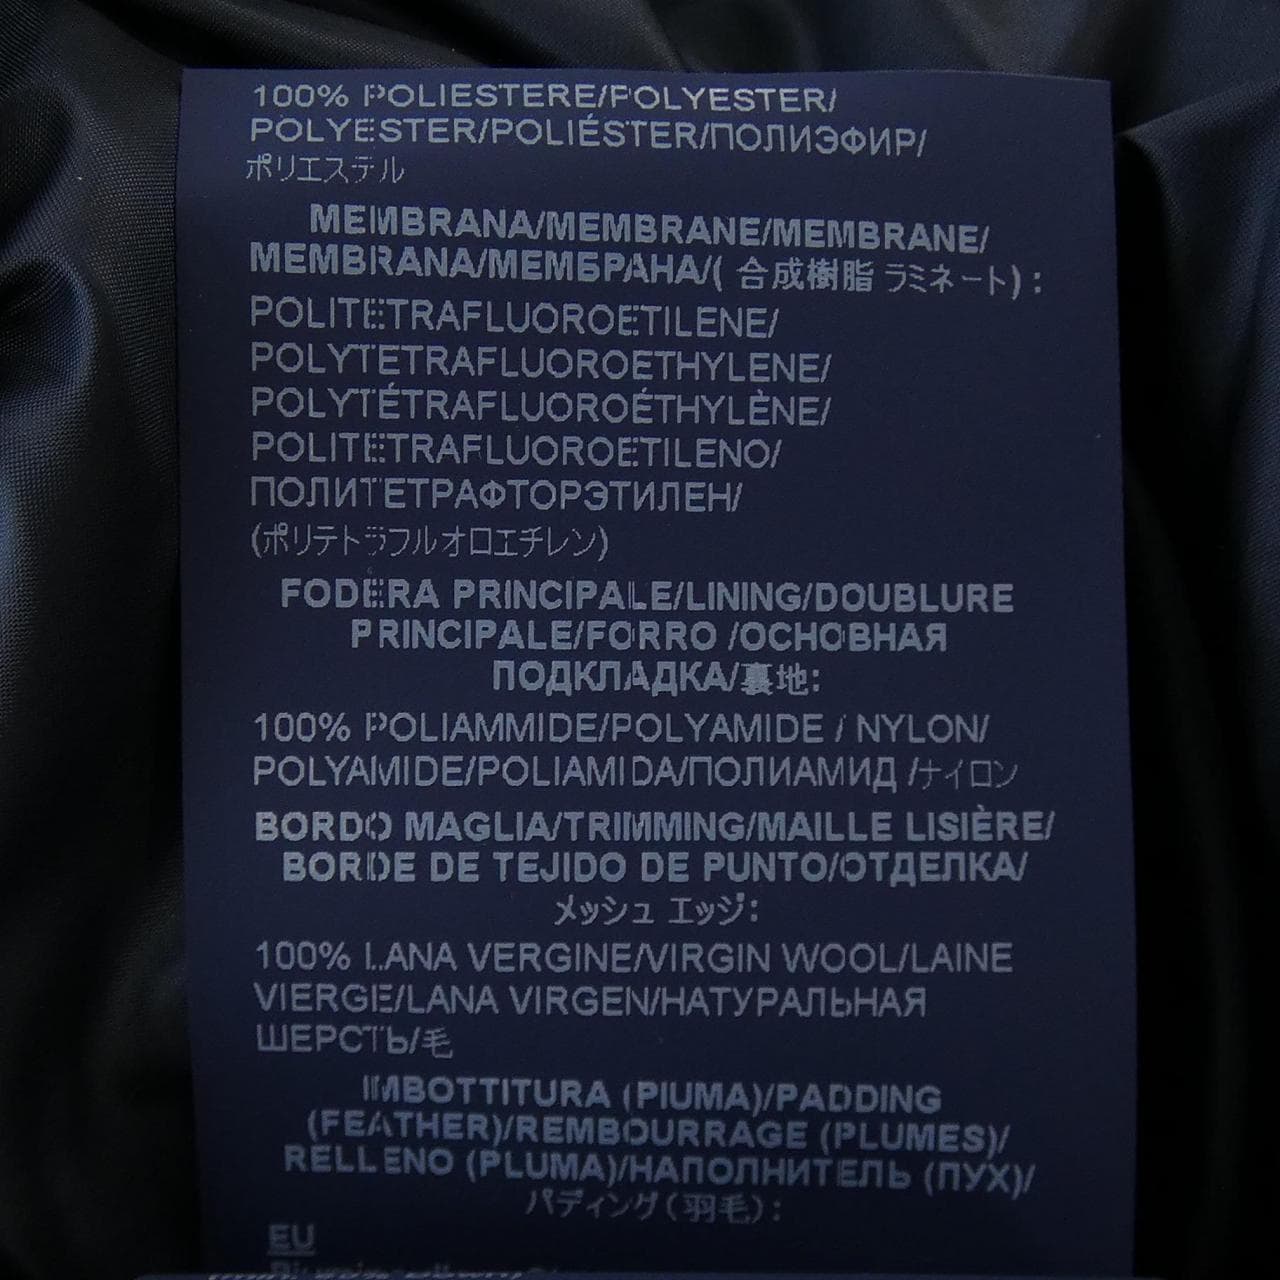 100% POLIESTERE/POLYESTER/
POLYESTER/POLIÉSTER/ПОЛИЭФИР/
ポリエステル
MEMBRANA/MEMBRANE/MEMBRANE/
MEMBRANA/МЕМБРАНА/( 合成樹脂 ラミネート) :
POLITETRAFLUOROETILENE/
POLYTETRAFLUOROETHYLENE/
POLYTÉTRAFLUOROÉTHYLÈNE/
POLITETRAFLUOROETILENO/
ПОЛИТЕТРАФТОРЭТИЛЕН/
(ポリテトラフルオロエチレン)
FODERA PRINCIPALE/LINING/DOUBLURE
PRINCIPALE/FORRO /ОСНОВНАЯ
ПОДКЛАДКА/裏地:
100% POLIAMMIDE/POLYAMIDE / NYLON/
POLYAMIDE/POLIAMIDA/ПОЛИАМИД /ナイロン
BORDO MAGLIA/TRIMMING/MAILLE LISIÈRE/
BORDE DE TEJIDO DE PUNTO/ОТДЕЛКА/
メッシュ エッジ:
100% LANA VERGINE/VIRGIN WOOL/LAINE
VIERGE/LANA VIRGEN/НАТУРАЛЬНАЯ
ШЕРСТЬ/毛
IMBOTTITURA (PIUMA)/PADDING
(FEATHER)/REMBOURRAGE (PLUMES)/
RELLENO (PLUMA)/НАПОЛНИТЕЛЬ (ПУХ)/
パディング (羽毛) :
EU